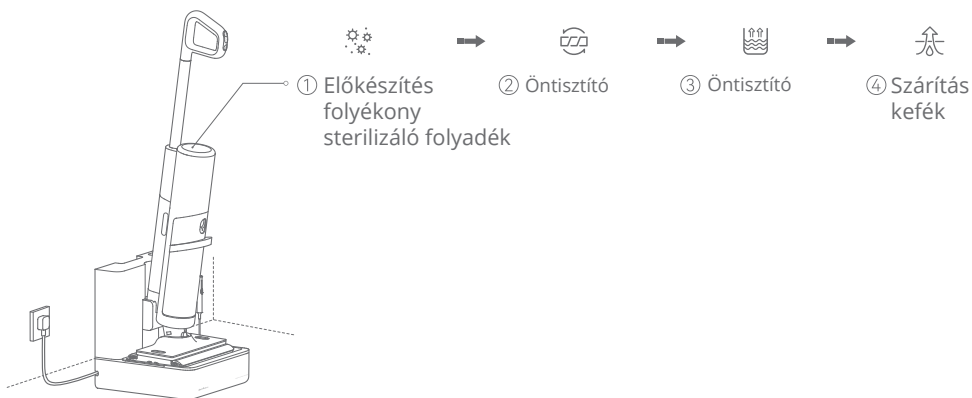 ① Előkészítés
folyékony
sterilizáló folyadék
② Öntisztító
③ Öntisztító
④ Szárítás
kefék